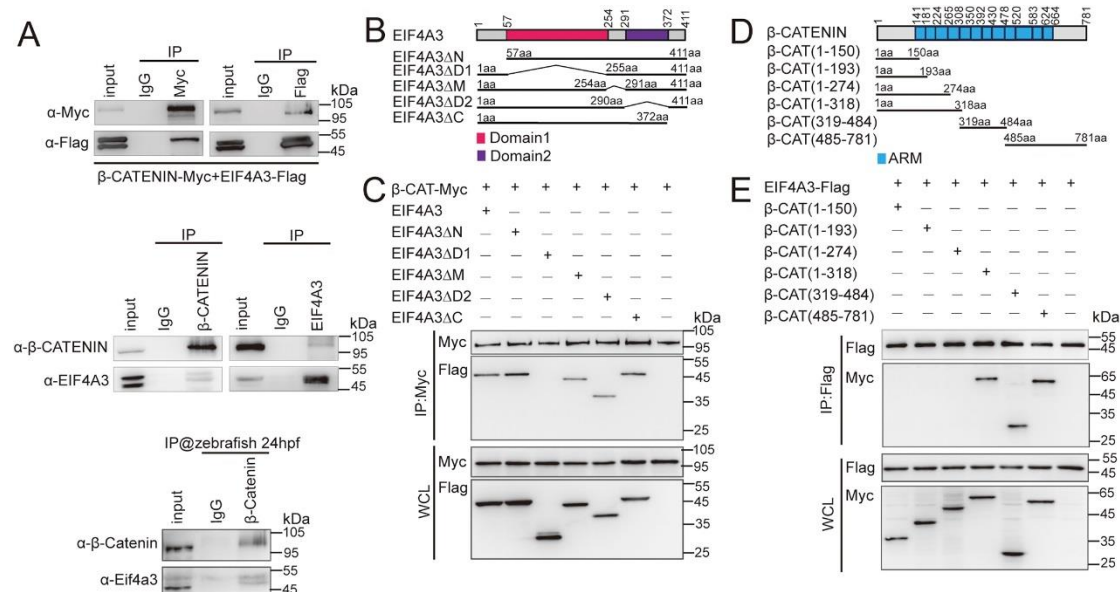 A
IP
IP
input
IgG
Myc
input
IgG
Flag
kDa
α-Myc
105
95
α-Flag
55
45
β-CATENIN-Myc+EIF4A3-Flag
IP
IP
input
IgG
β-CATENIN
input
IgG
EIF4A3
kDa
α-β-CATENIN
105
95
α-EIF4A3
55
45
IP@zebrafish 24hpf
input
IgG
β-Catenin
kDa
α-β-Catenin
105
95
α-Eif4a3
55
45
B
1 57 254 291 372 411
EIF4A3
EIF4A3ΔN 57aa 411aa
EIF4A3ΔD1 1aa 255aa 411aa
EIF4A3ΔM 1aa 254aa 291aa 411aa
EIF4A3ΔD2 1aa 290aa 411aa
EIF4A3ΔC 1aa 372aa
Domain1
Domain2
C
β-CAT-Myc + + + + + + +
EIF4A3 + — — — — — —
EIF4A3ΔN — + — — — — —
EIF4A3ΔD1 — — + — — — —
EIF4A3ΔM — — — + — — —
EIF4A3ΔD2 — — — — + — —
EIF4A3ΔC — — — — — + —
kDa
IP:Myc
Myc
105
95
Flag
55
45
35
25
WCL
Myc
105
95
Flag
55
45
35
25
D
1 141 181 224 265 308 350 392 430 478 520 583 624 664 781
β-CATENIN
β-CAT(1-150) 1aa 150aa
β-CAT(1-193) 1aa 193aa
β-CAT(1-274) 1aa 274aa
β-CAT(1-318) 1aa 318aa
β-CAT(319-484) 319aa 484aa
β-CAT(485-781) 485aa 781aa
ARM
E
EIF4A3-Flag + + + + + + +
β-CAT(1-150) + — — — — — —
β-CAT(1-193) — + — — — — —
β-CAT(1-274) — — + — — — —
β-CAT(1-318) — — — + — — —
β-CAT(319-484) — — — — + — —
β-CAT(485-781) — — — — — + —
kDa
IP:Flag
Flag
55
45
Myc
65
45
35
25
WCL
Flag
55
45
Myc
65
45
35
25